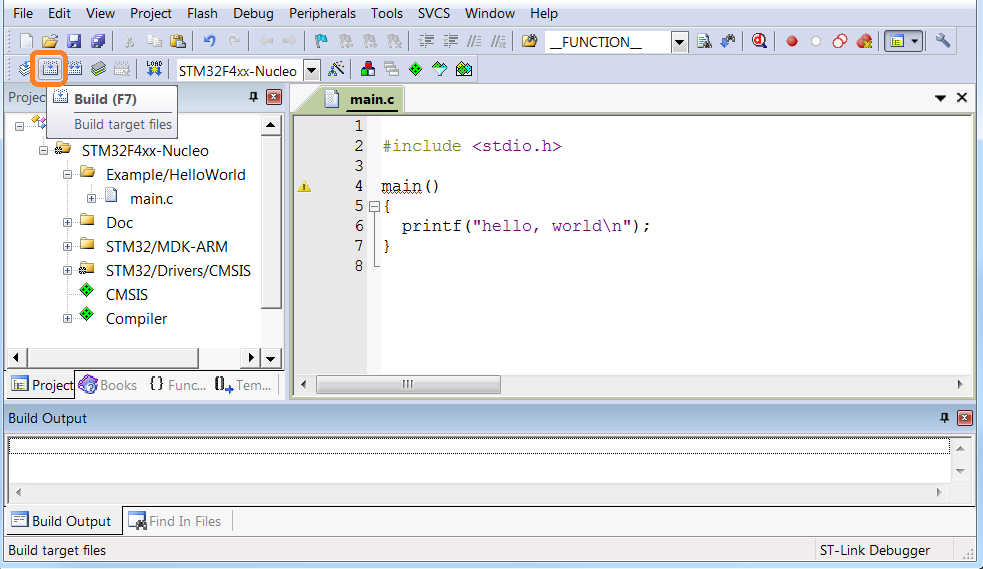 File Edit View Project Flash Debug Peripherals Tools SVCS Window Help
__FUNCTION__
LOAD STM32F4xx-Nucleo
Projec
Build (F7)
Build target files
main.c
STM32F4xx-Nucleo
Example/HelloWorld
main.c
Doc
STM32/MDK-ARM
STM32/Drivers/CMSIS
CMSIS
Compiler
1
2 #include <stdio.h>
3
4 main()
5 {
6 printf("hello, world\n");
7 }
8
Project Books {} Func... Tem...
Build Output
Build Output Find In Files
Build target files ST-Link Debugger